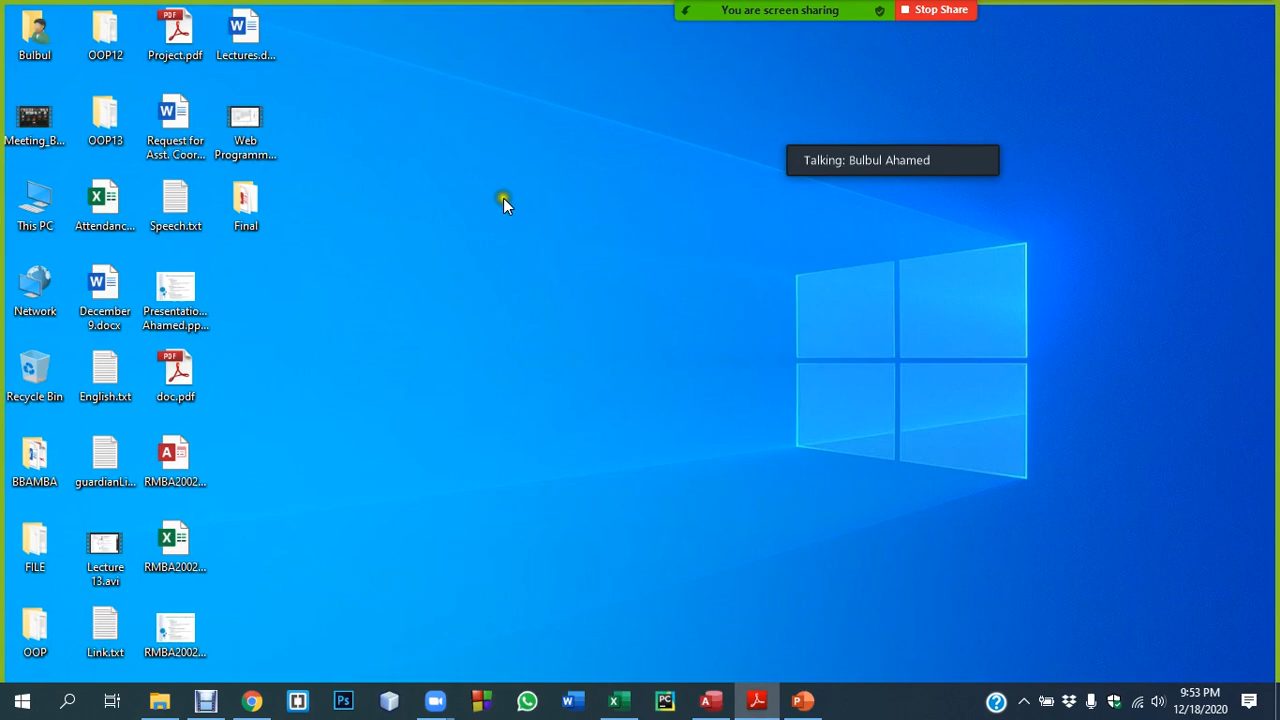 You are screen sharing
Stop Share
Talking: Bulbul Ahamed
Bulbul
OOP12
Project.pdf
Lectures.d...
Meeting_B...
OOP13
Request for
Asst. Coor...
Web
Programm...
This PC
Attendanc...
Speech.txt
Final
Network
December
9.docx
Presentatio...
Ahamed.pp...
Recycle Bin
English.txt
doc.pdf
BBAMBA
guardianLi...
RMBA2002...
FILE
Lecture
13.avi
RMBA2002...
OOP
Link.txt
RMBA2002...
9:53 PM
12/18/2020